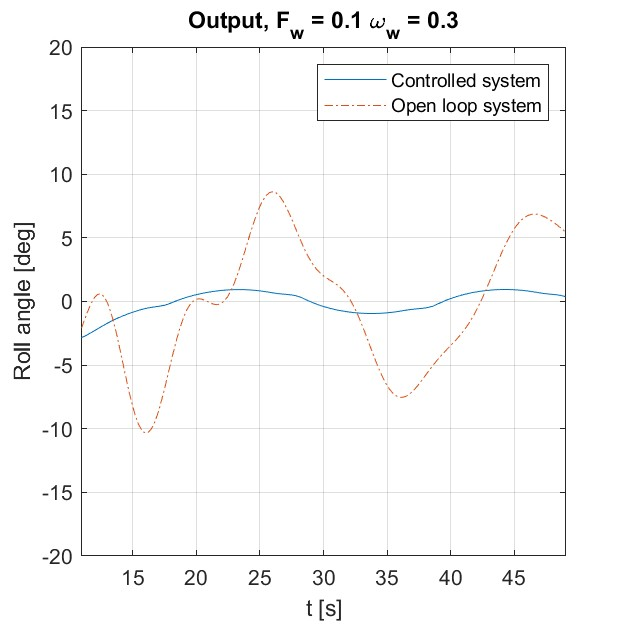 Output, F_w = 0.1 ω_w = 0.3
Controlled system
Open loop system
Roll angle [deg]
20
15
10
5
0
-5
-10
-15
-20
15 20 25 30 35 40 45
t [s]